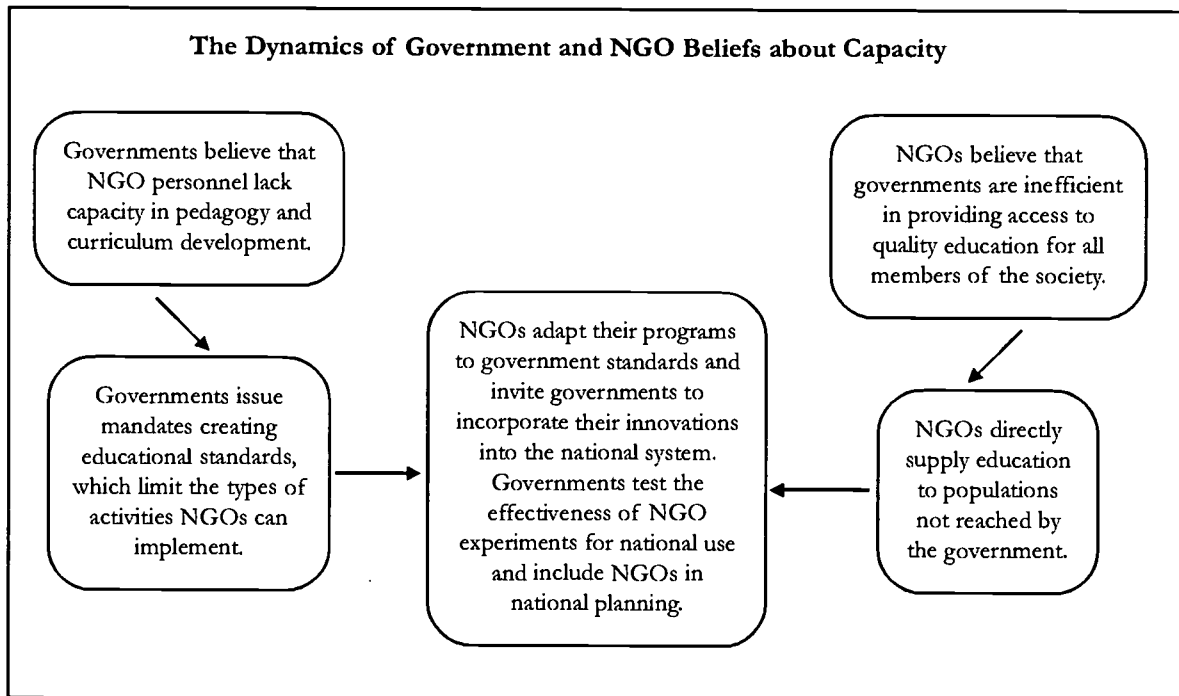 The Dynamics of Government and NGO Beliefs about Capacity
Governments believe that
NGO personnel lack
capacity in pedagogy and
curriculum development.
Governments issue
mandates creating
educational standards,
which limit the types of
activities NGOs can
implement.
NGOs adapt their programs
to government standards and
invite governments to
incorporate their innovations
into the national system.
Governments test the
effectiveness of NGO
experiments for national use
and include NGOs in
national planning.
NGOs believe that
governments are inefficient
in providing access to
quality education for all
members of the society.
NGOs directly
supply education
to populations
not reached by
the government.